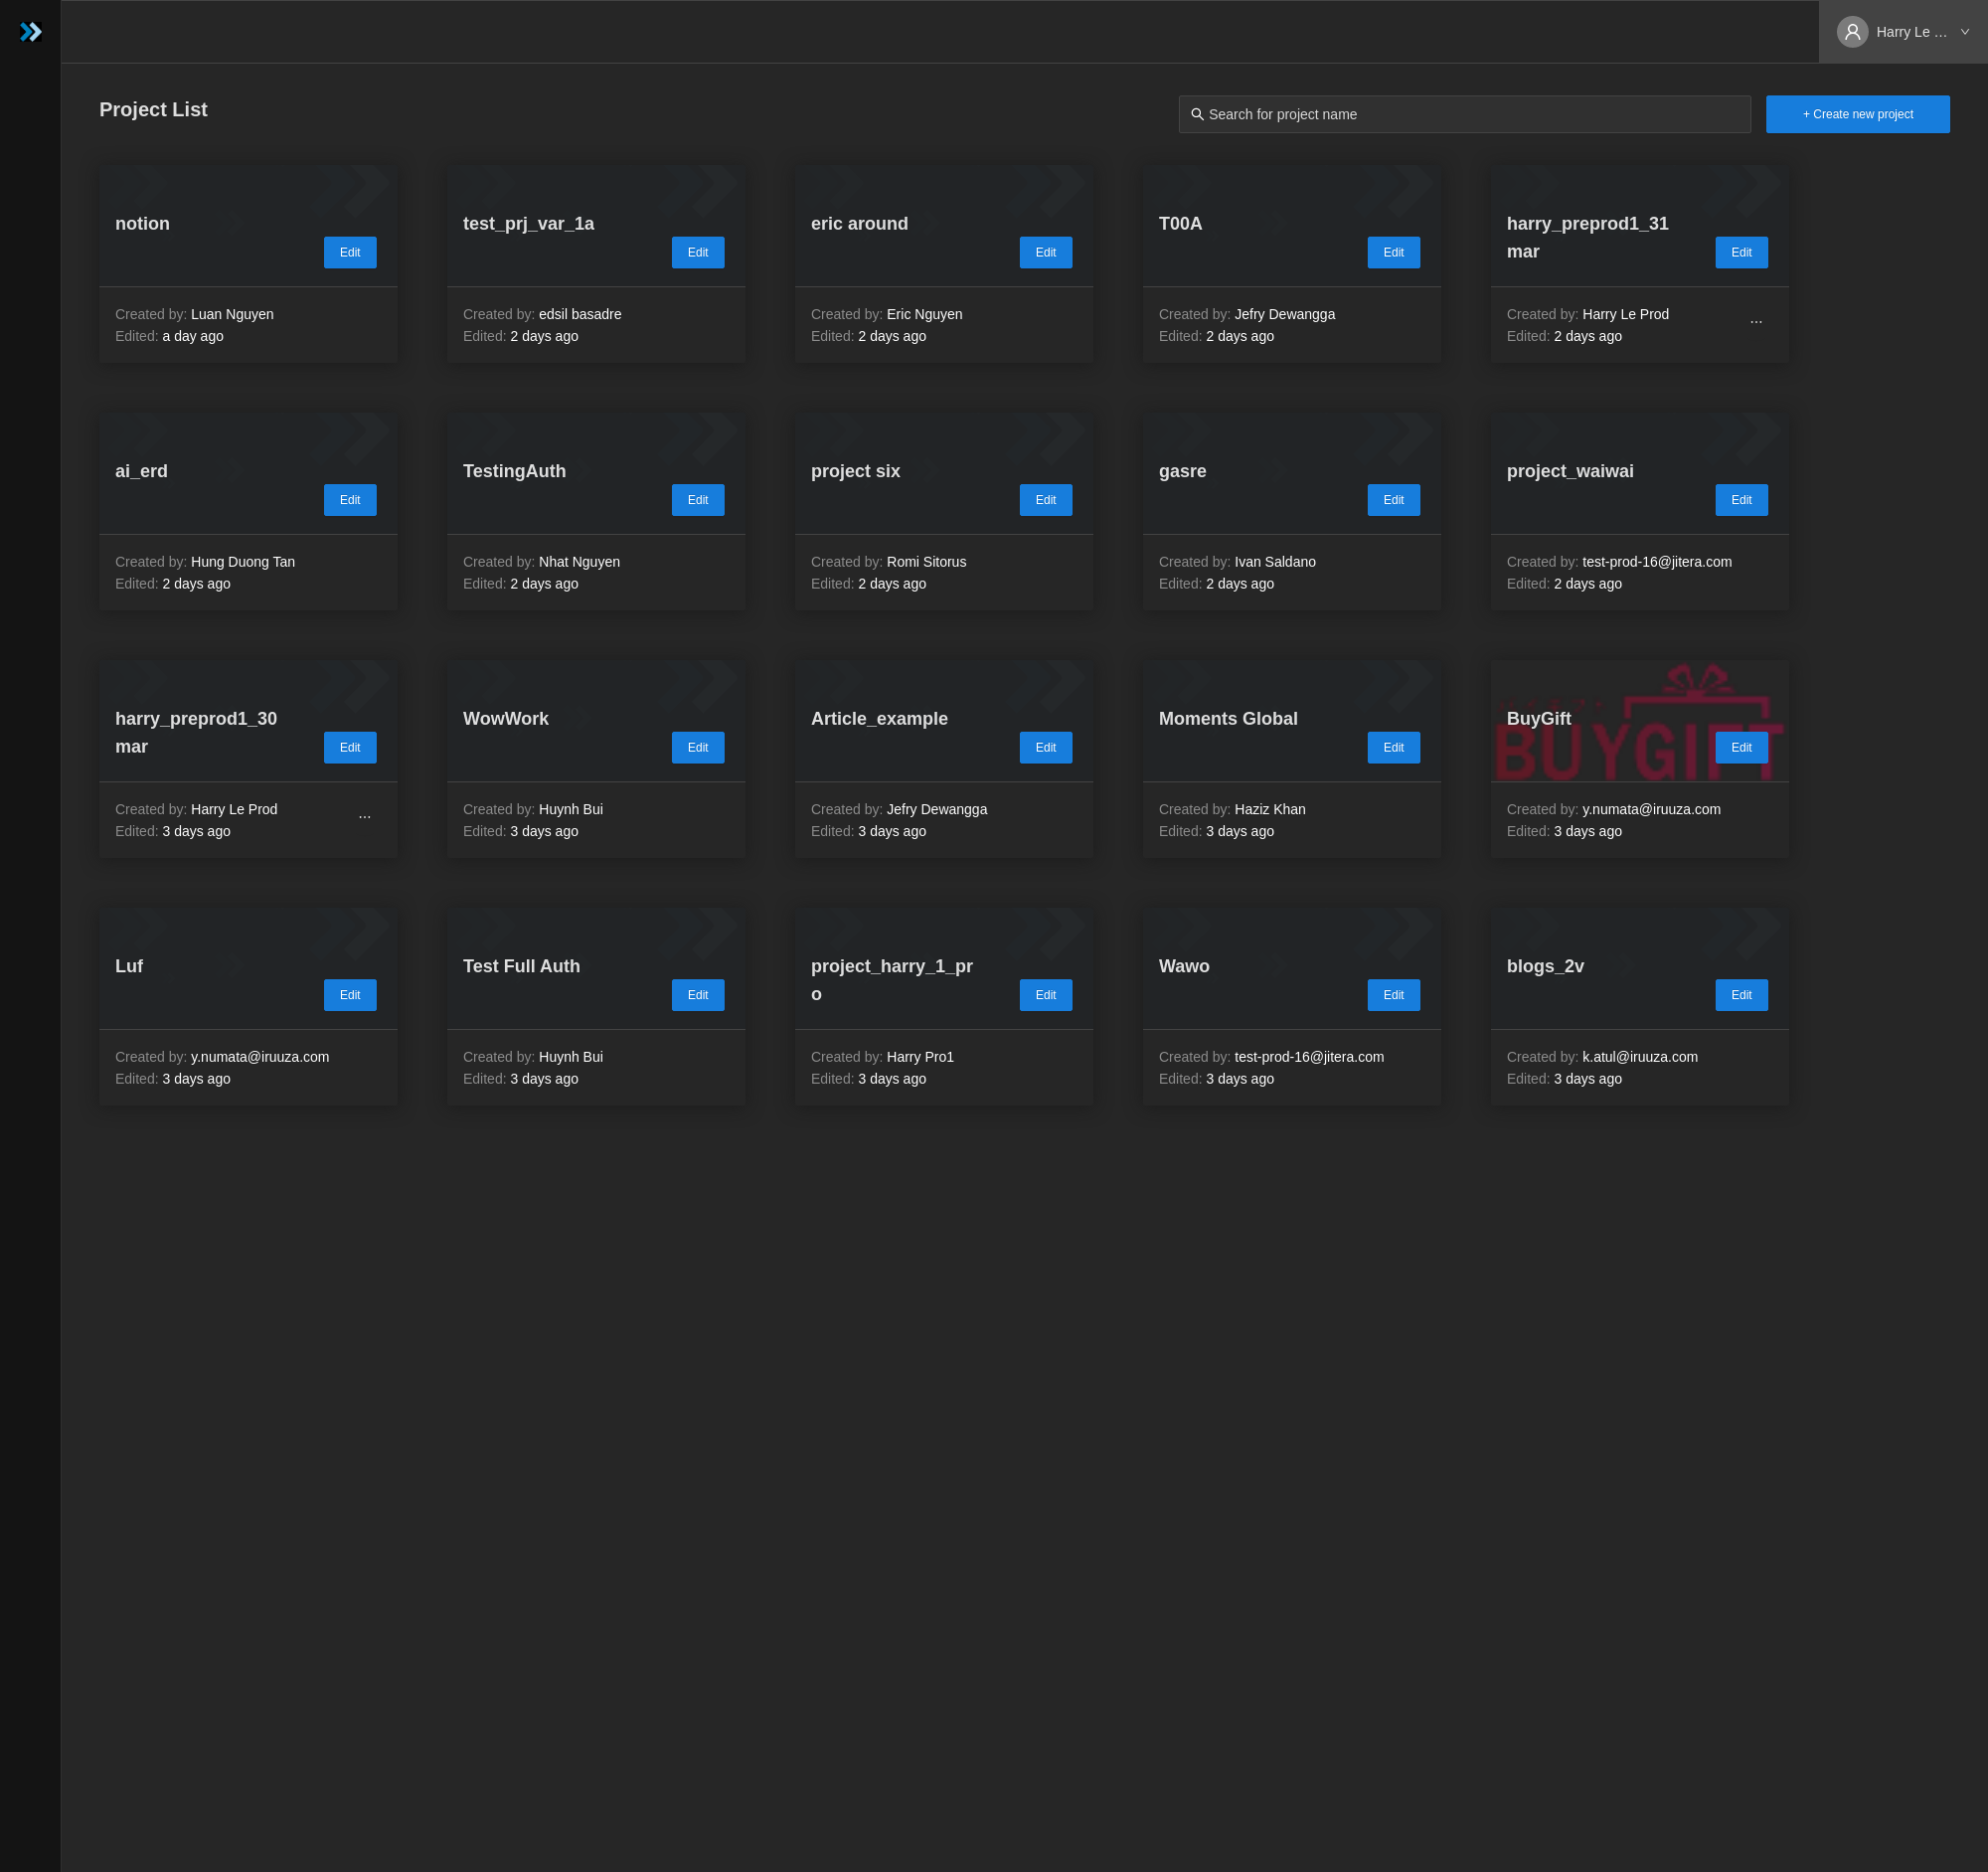 Harry Le ...
Project List
Search for project name
+ Create new project
notion
Edit
Created by: Luan Nguyen
Edited: a day ago
test_prj_var_1a
Edit
Created by: edsil basadre
Edited: 2 days ago
eric around
Edit
Created by: Eric Nguyen
Edited: 2 days ago
T00A
Edit
Created by: Jefry Dewangga
Edited: 2 days ago
harry_preprod1_31
mar
Edit
Created by: Harry Le Prod
Edited: 2 days ago
...
ai_erd
Edit
Created by: Hung Duong Tan
Edited: 2 days ago
TestingAuth
Edit
Created by: Nhat Nguyen
Edited: 2 days ago
project six
Edit
Created by: Romi Sitorus
Edited: 2 days ago
gasre
Edit
Created by: Ivan Saldano
Edited: 2 days ago
project_waiwai
Edit
Created by: test-prod-16@jitera.com
Edited: 2 days ago
harry_preprod1_30
mar
Edit
Created by: Harry Le Prod
Edited: 3 days ago
...
WowWork
Edit
Created by: Huynh Bui
Edited: 3 days ago
Article_example
Edit
Created by: Jefry Dewangga
Edited: 3 days ago
Moments Global
Edit
Created by: Haziz Khan
Edited: 3 days ago
BuyGift
BUYGIFT
Edit
Created by: y.numata@iruuza.com
Edited: 3 days ago
Luf
Edit
Created by: y.numata@iruuza.com
Edited: 3 days ago
Test Full Auth
Edit
Created by: Huynh Bui
Edited: 3 days ago
project_harry_1_pr
o
Edit
Created by: Harry Pro1
Edited: 3 days ago
Wawo
Edit
Created by: test-prod-16@jitera.com
Edited: 3 days ago
blogs_2v
Edit
Created by: k.atul@iruuza.com
Edited: 3 days ago